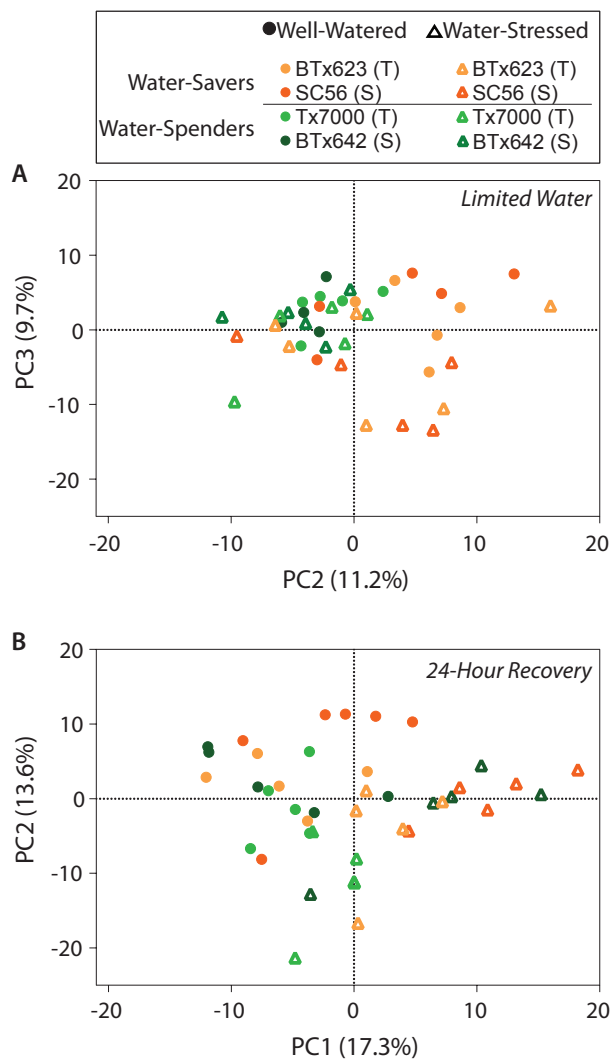 Well-Watered Water-Stressed
Water-Savers
BTx623 (T) BTx623 (T)
SC56 (S) SC56 (S)
Water-Spenders
Tx7000 (T) Tx7000 (T)
BTx642 (S) BTx642 (S)
A
Limited Water
20
10
0
-10
-20
PC3 (9.7%)
-20 -10 0 10 20
PC2 (11.2%)
B
24-Hour Recovery
20
10
0
-10
-20
PC2 (13.6%)
-20 -10 0 10 20
PC1 (17.3%)